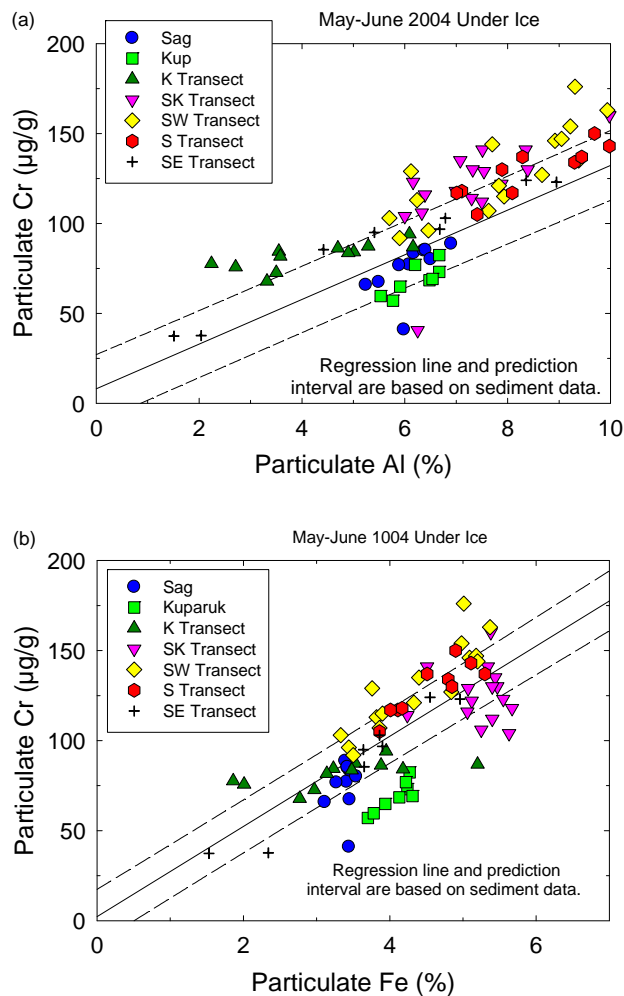 (a)
May-June 2004 Under Ice
200
150
100
50
0
Particulate Cr (µg/g)
Sag
Kup
K Transect
SK Transect
SW Transect
S Transect
SE Transect
Regression line and prediction
interval are based on sediment data.
0 2 4 6 8 10
Particulate Al (%)
(b)
May-June 1004 Under Ice
200
150
100
50
0
Particulate Cr (µg/g)
Sag
Kuparuk
K Transect
SK Transect
SW Transect
S Transect
SE Transect
Regression line and prediction
interval are based on sediment data.
0 2 4 6
Particulate Fe (%)